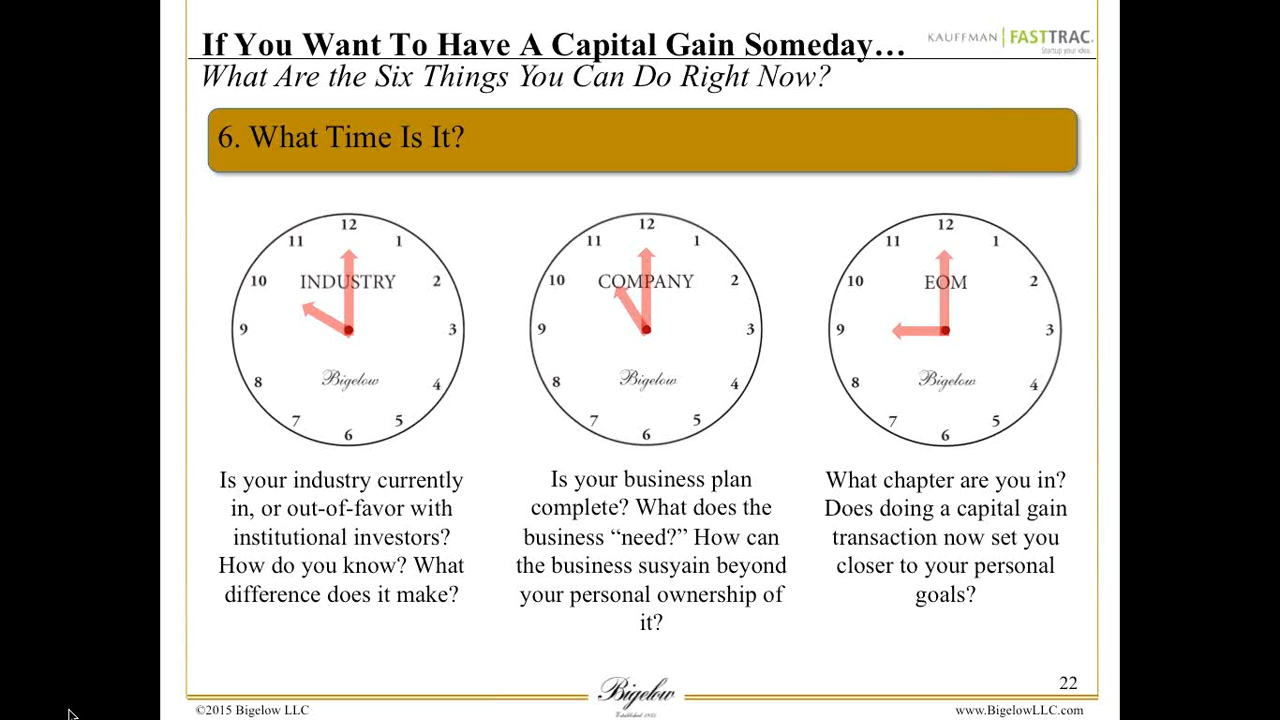 If You Want To Have A Capital Gain Someday…
KAUFFMAN | FASTTRAC.
Startup your idea.
What Are the Six Things You Can Do Right Now?
6. What Time Is It?
12
11
1
10
INDUSTRY
2
9
3
Bigelow
8
4
7
5
6
12
11
1
10
COMPANY
2
9
3
Bigelow
8
4
7
5
6
12
11
1
10
EOM
2
9
3
Bigelow
8
4
7
5
6
Is your industry currently
in, or out-of-favor with
institutional investors?
How do you know? What
difference does it make?
Is your business plan
complete? What does the
business “need?” How can
the business susyain beyond
your personal ownership of
it?
What chapter are you in?
Does doing a capital gain
transaction now set you
closer to your personal
goals?
22
Bigelow
Established 1935
©2015 Bigelow LLC
www.BigelowLLC.com